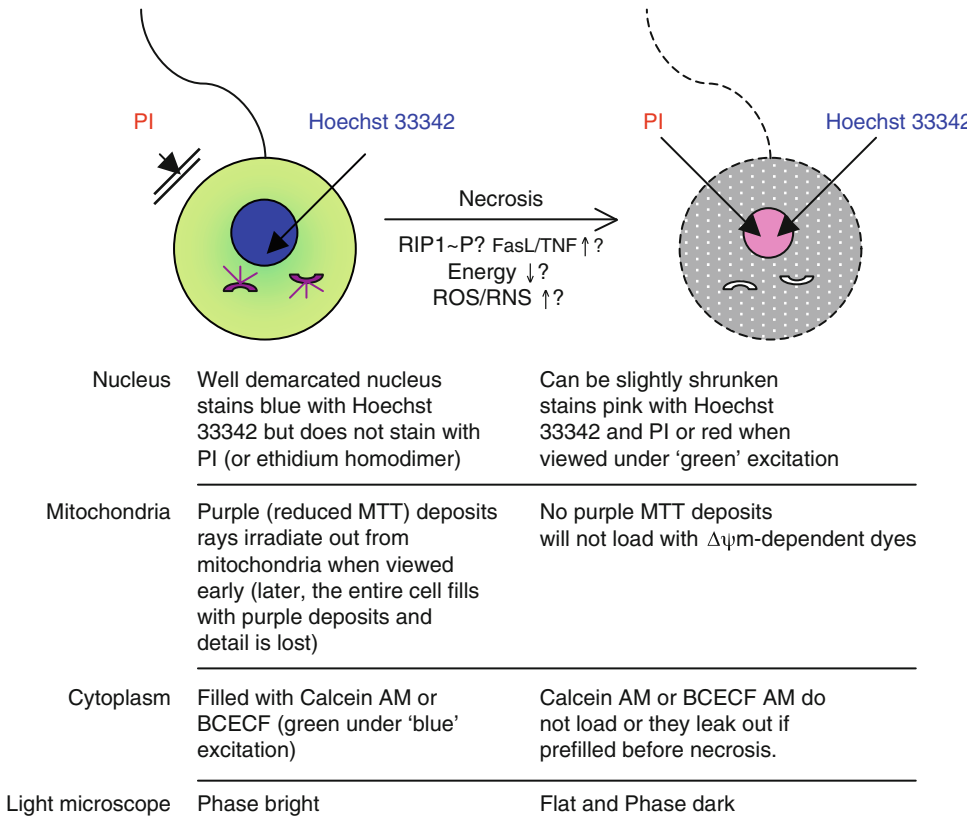 PI
Hoechst 33342
PI
Hoechst 33342
Necrosis
RIP1~P? FasL/TNF ↑?
Energy ↓?
ROS/RNS ↑?
Nucleus
Well demarcated nucleus
stains blue with Hoechst
33342 but does not stain with
PI (or ethidium homodimer)
Can be slightly shrunken
stains pink with Hoechst
33342 and PI or red when
viewed under ‘green’ excitation
Mitochondria
Purple (reduced MTT) deposits
rays irradiate out from
mitochondria when viewed
early (later, the entire cell fills
with purple deposits and
detail is lost)
No purple MTT deposits
will not load with Δψm-dependent dyes
Cytoplasm
Filled with Calcein AM or
BCECF (green under ‘blue’
excitation)
Calcein AM or BCECF AM do
not load or they leak out if
prefilled before necrosis.
Light microscope
Phase bright
Flat and Phase dark